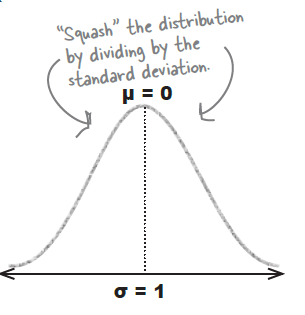 “Squash” the distribution
by dividing by the
standard deviation.
μ = 0
σ = 1